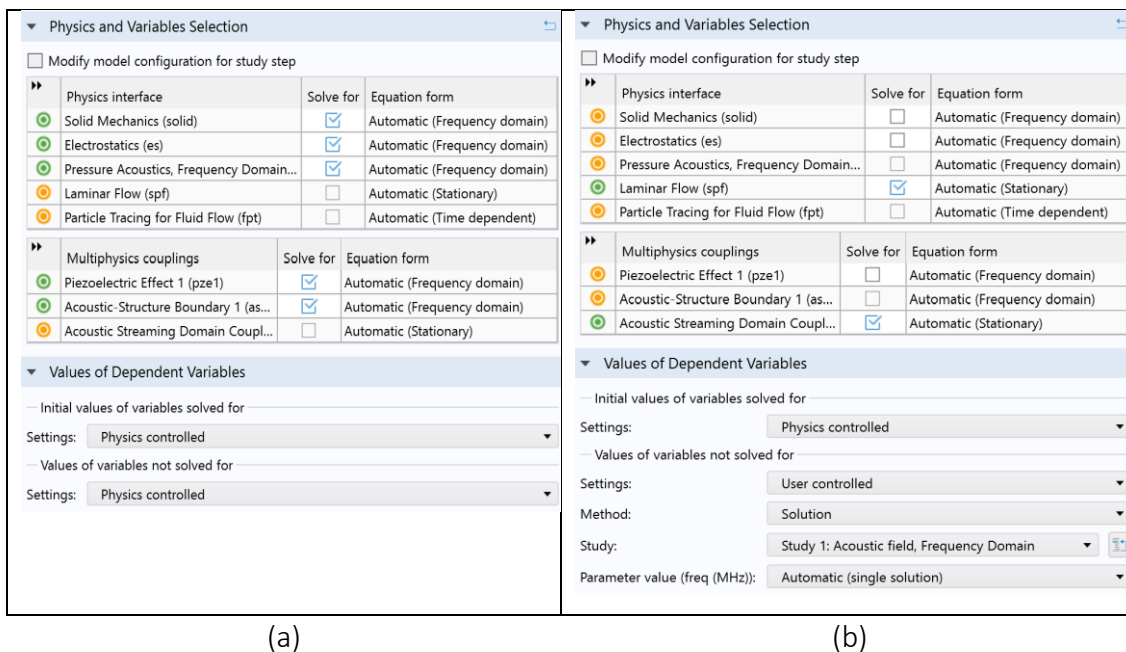 Physics and Variables Selection
Modify model configuration for study step
Physics interface Solve for Equation form
Solid Mechanics (solid) Automatic (Frequency domain)
Electrostatics (es) Automatic (Frequency domain)
Pressure Acoustics, Frequency Domain... Automatic (Frequency domain)
Laminar Flow (spf) Automatic (Stationary)
Particle Tracing for Fluid Flow (fpt) Automatic (Time dependent)
Multiphysics couplings Solve for Equation form
Piezoelectric Effect 1 (pze1) Automatic (Frequency domain)
Acoustic-Structure Boundary 1 (as... Automatic (Frequency domain)
Acoustic Streaming Domain Coupl... Automatic (Stationary)
Values of Dependent Variables
Initial values of variables solved for
Settings: Physics controlled
Values of variables not solved for
Settings: Physics controlled
(a)
Physics and Variables Selection
Modify model configuration for study step
Physics interface Solve for Equation form
Solid Mechanics (solid) Automatic (Frequency domain)
Electrostatics (es) Automatic (Frequency domain)
Pressure Acoustics, Frequency Domain... Automatic (Frequency domain)
Laminar Flow (spf) Automatic (Stationary)
Particle Tracing for Fluid Flow (fpt) Automatic (Time dependent)
Multiphysics couplings Solve for Equation form
Piezoelectric Effect 1 (pze1) Automatic (Frequency domain)
Acoustic-Structure Boundary 1 (as... Automatic (Frequency domain)
Acoustic Streaming Domain Coupl... Automatic (Stationary)
Values of Dependent Variables
Initial values of variables solved for
Settings: Physics controlled
Values of variables not solved for
Settings: User controlled
Method: Solution
Study: Study 1: Acoustic field, Frequency Domain
Parameter value (freq (MHz)): Automatic (single solution)
(b)